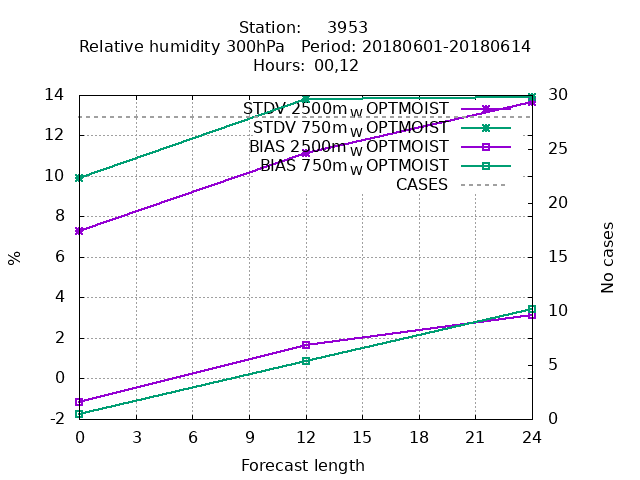 Station: 3953
Relative humidity 300hPa Period: 20180601-20180614
Hours: 00,12
14
12
10
8
6
4
2
0
-2
%
STDV 2500m_W OPTMOIST
STDV 750m_W OPTMOIST
BIAS 2500m_W OPTMOIST
BIAS 750m_W OPTMOIST
CASES
30
25
20
15
10
5
0
No cases
0 3 6 9 12 15 18 21 24
Forecast length